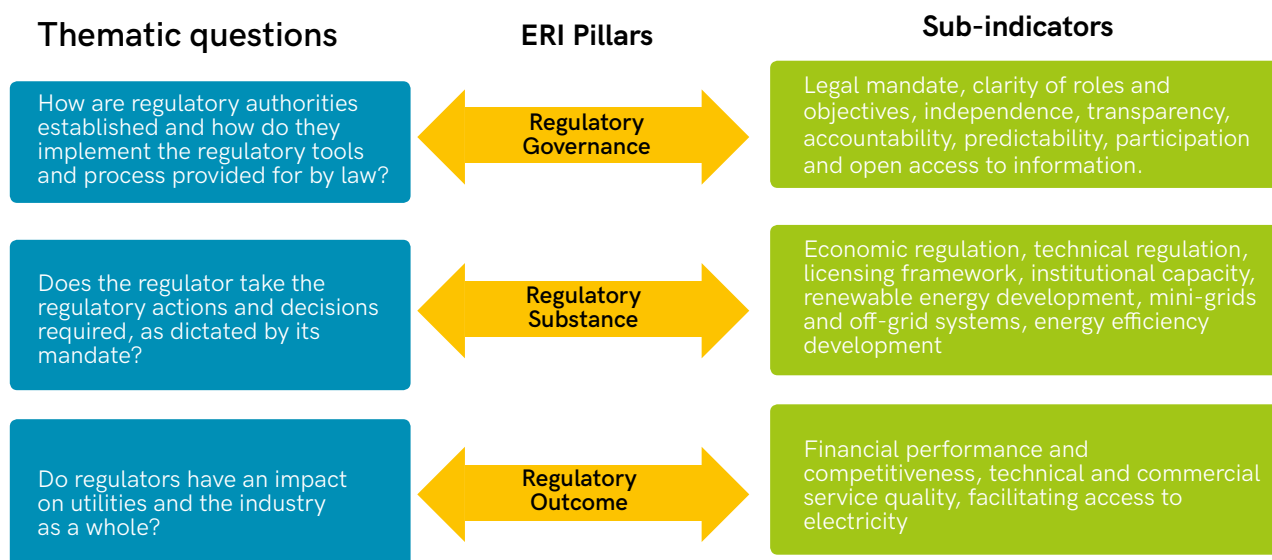 Thematic questions
ERI Pillars
Sub-indicators
How are regulatory authorities
established and how do they
implement the regulatory tools
and process provided for by law?
Regulatory
Governance
Legal mandate, clarity of roles and
objectives, independence, transparency,
accountability, predictability, participation
and open access to information.
Does the regulator take the
regulatory actions and decisions
required, as dictated by its
mandate?
Regulatory
Substance
Economic regulation, technical regulation,
licensing framework, institutional capacity,
renewable energy development, mini-grids
and off-grid systems, energy efficiency
development
Do regulators have an impact
on utilities and the industry
as a whole?
Regulatory
Outcome
Financial performance and
competitiveness, technical and commercial
service quality, facilitating access to
electricity